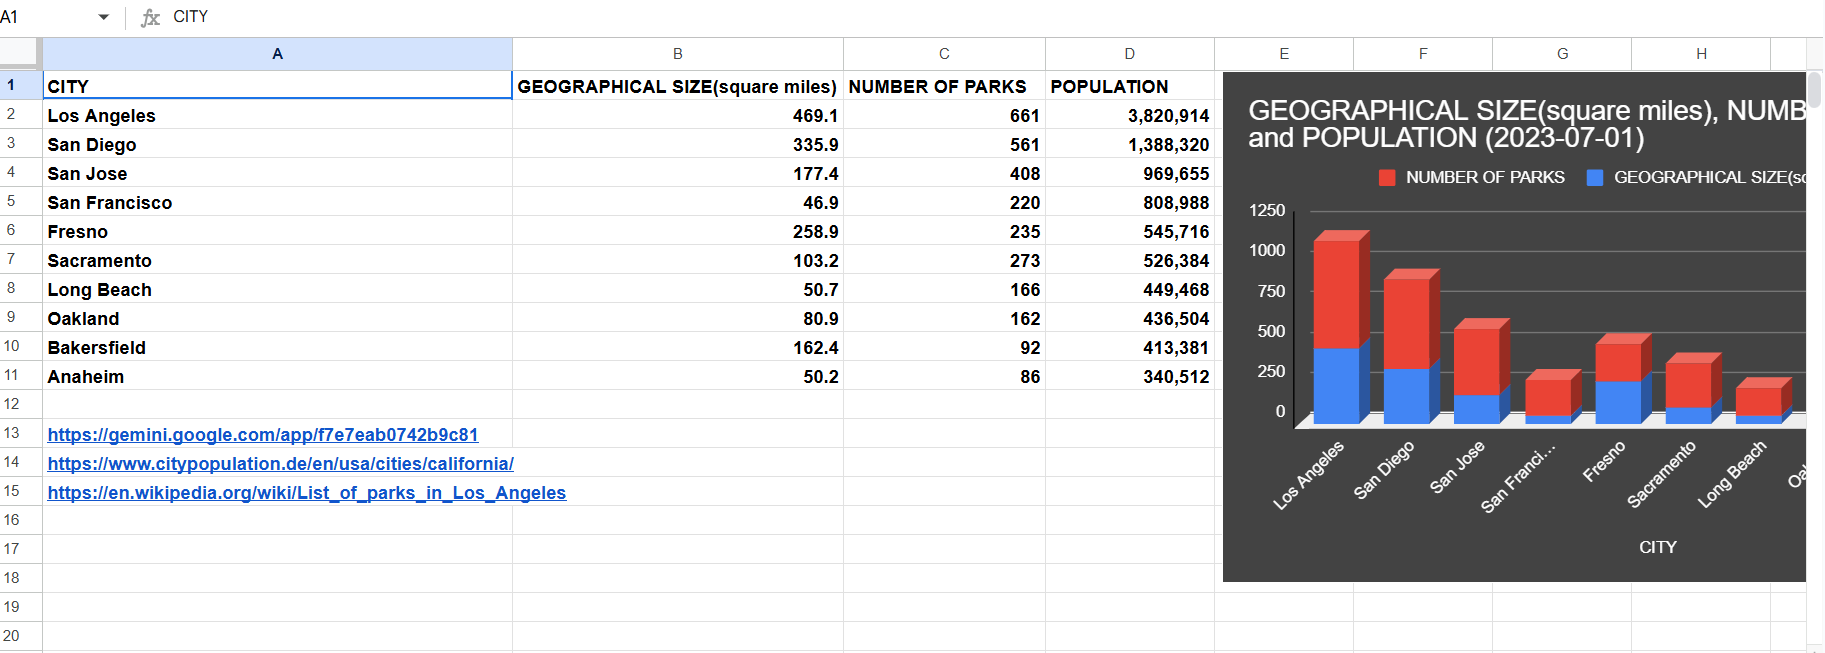 A1 fx CITY
A B C D E F G H
1 CITY GEOGRAPHICAL SIZE(square miles) NUMBER OF PARKS POPULATION
2 Los Angeles 469.1 661 3,820,914
3 San Diego 335.9 561 1,388,320
4 San Jose 177.4 408 969,655
5 San Francisco 46.9 220 808,988
6 Fresno 258.9 235 545,716
7 Sacramento 103.2 273 526,384
8 Long Beach 50.7 166 449,468
9 Oakland 80.9 162 436,504
10 Bakersfield 162.4 92 413,381
11 Anaheim 50.2 86 340,512
12
13 https://gemini.google.com/app/f7e7eab0742b9c81
14 https://www.citypopulation.de/en/usa/cities/california/
15 https://en.wikipedia.org/wiki/List_of_parks_in_Los_Angeles
16
17
18
19
20
GEOGRAPHICAL SIZE(square miles), NUMB
and POPULATION (2023-07-01)
NUMBER OF PARKS GEOGRAPHICAL SIZE(sq
1250
1000
750
500
250
0
Los Angeles San Diego San Jose San Franci... Fresno Sacramento Long Beach Oa
CITY